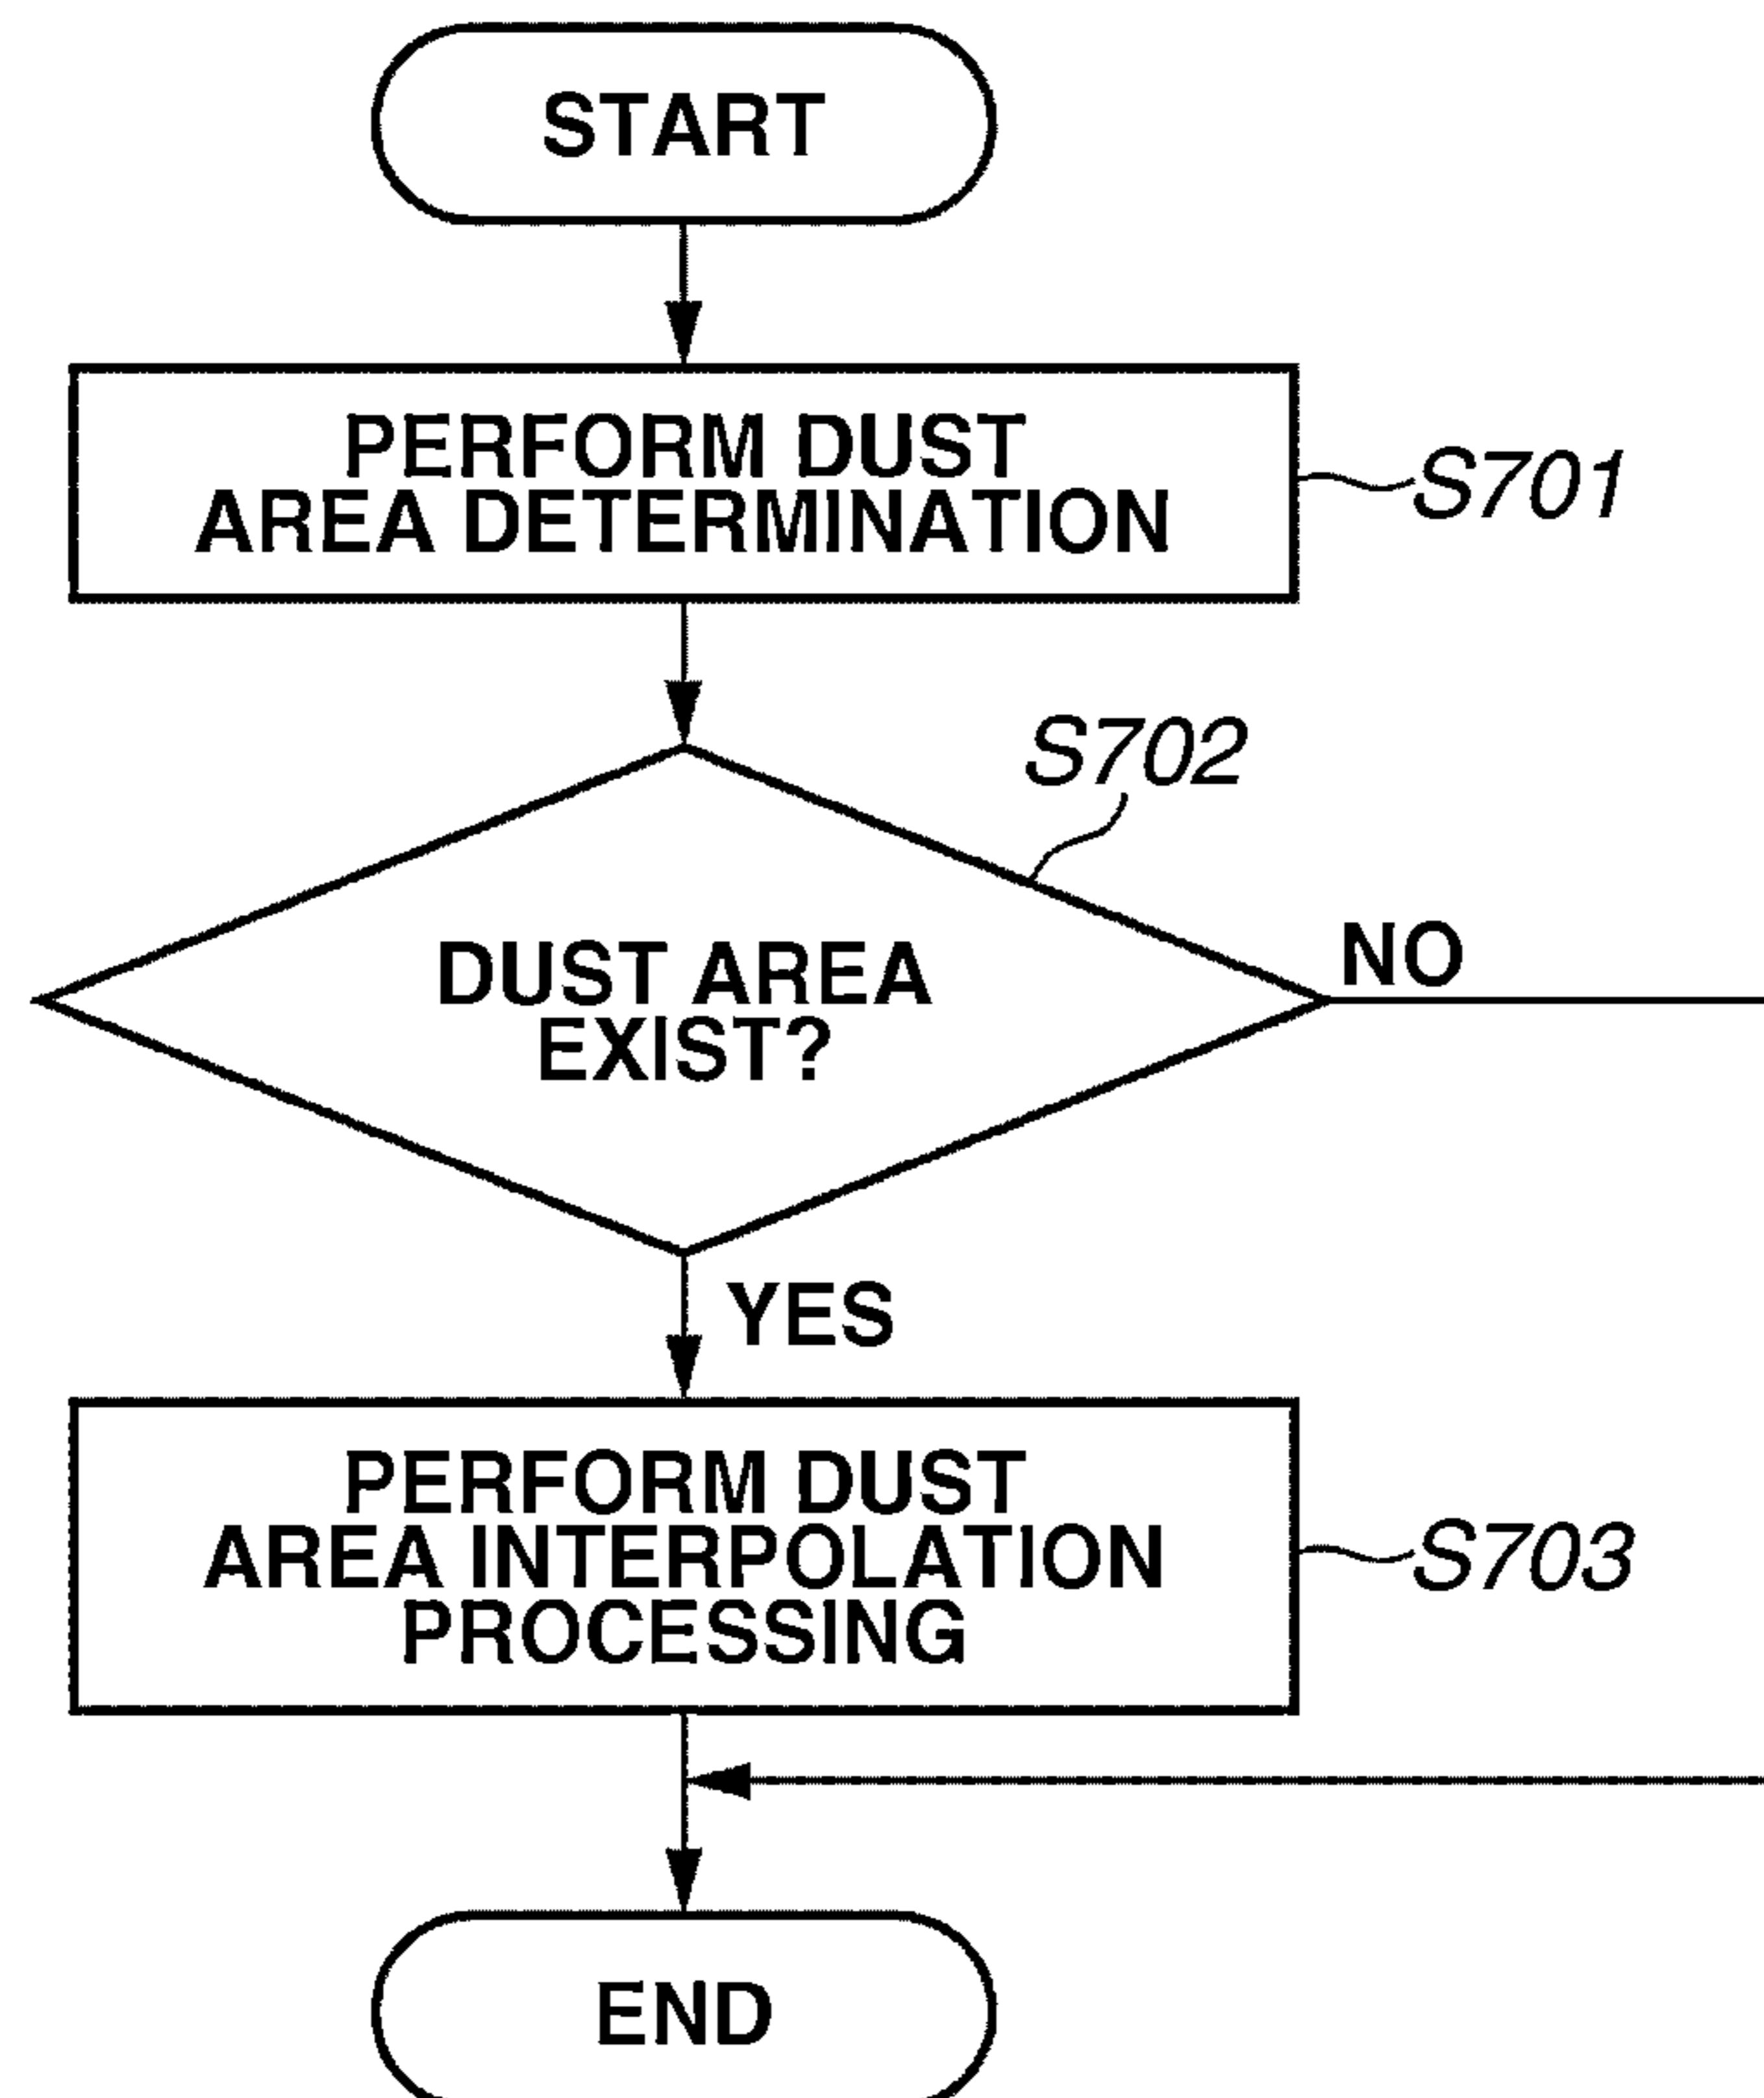 START
PERFORM DUST
AREA DETERMINATION
S701
S702
DUST AREA
EXIST?
NO
YES
PERFORM DUST
AREA INTERPOLATION
PROCESSING
S703
END